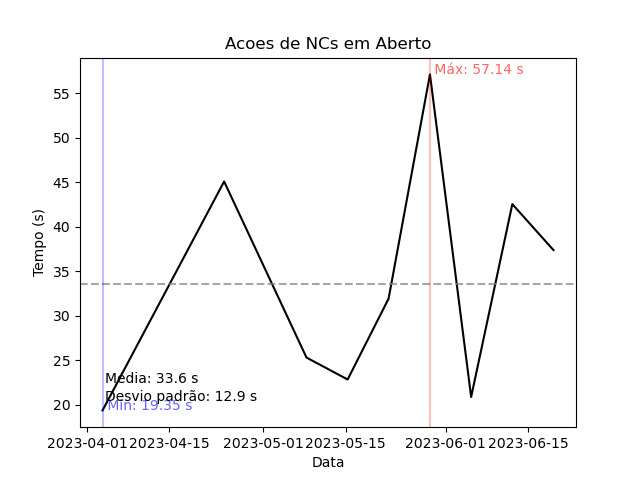 Acoes de NCs em Aberto
Máx: 57.14 s
55
50
45
40
35
30
25
20
Tempo (s)
Média: 33.6 s
Desvio padrão: 12.9 s
Mín: 19.35 s
2023-04-01 2023-04-15 2023-05-01 2023-05-15 2023-06-01 2023-06-15
Data